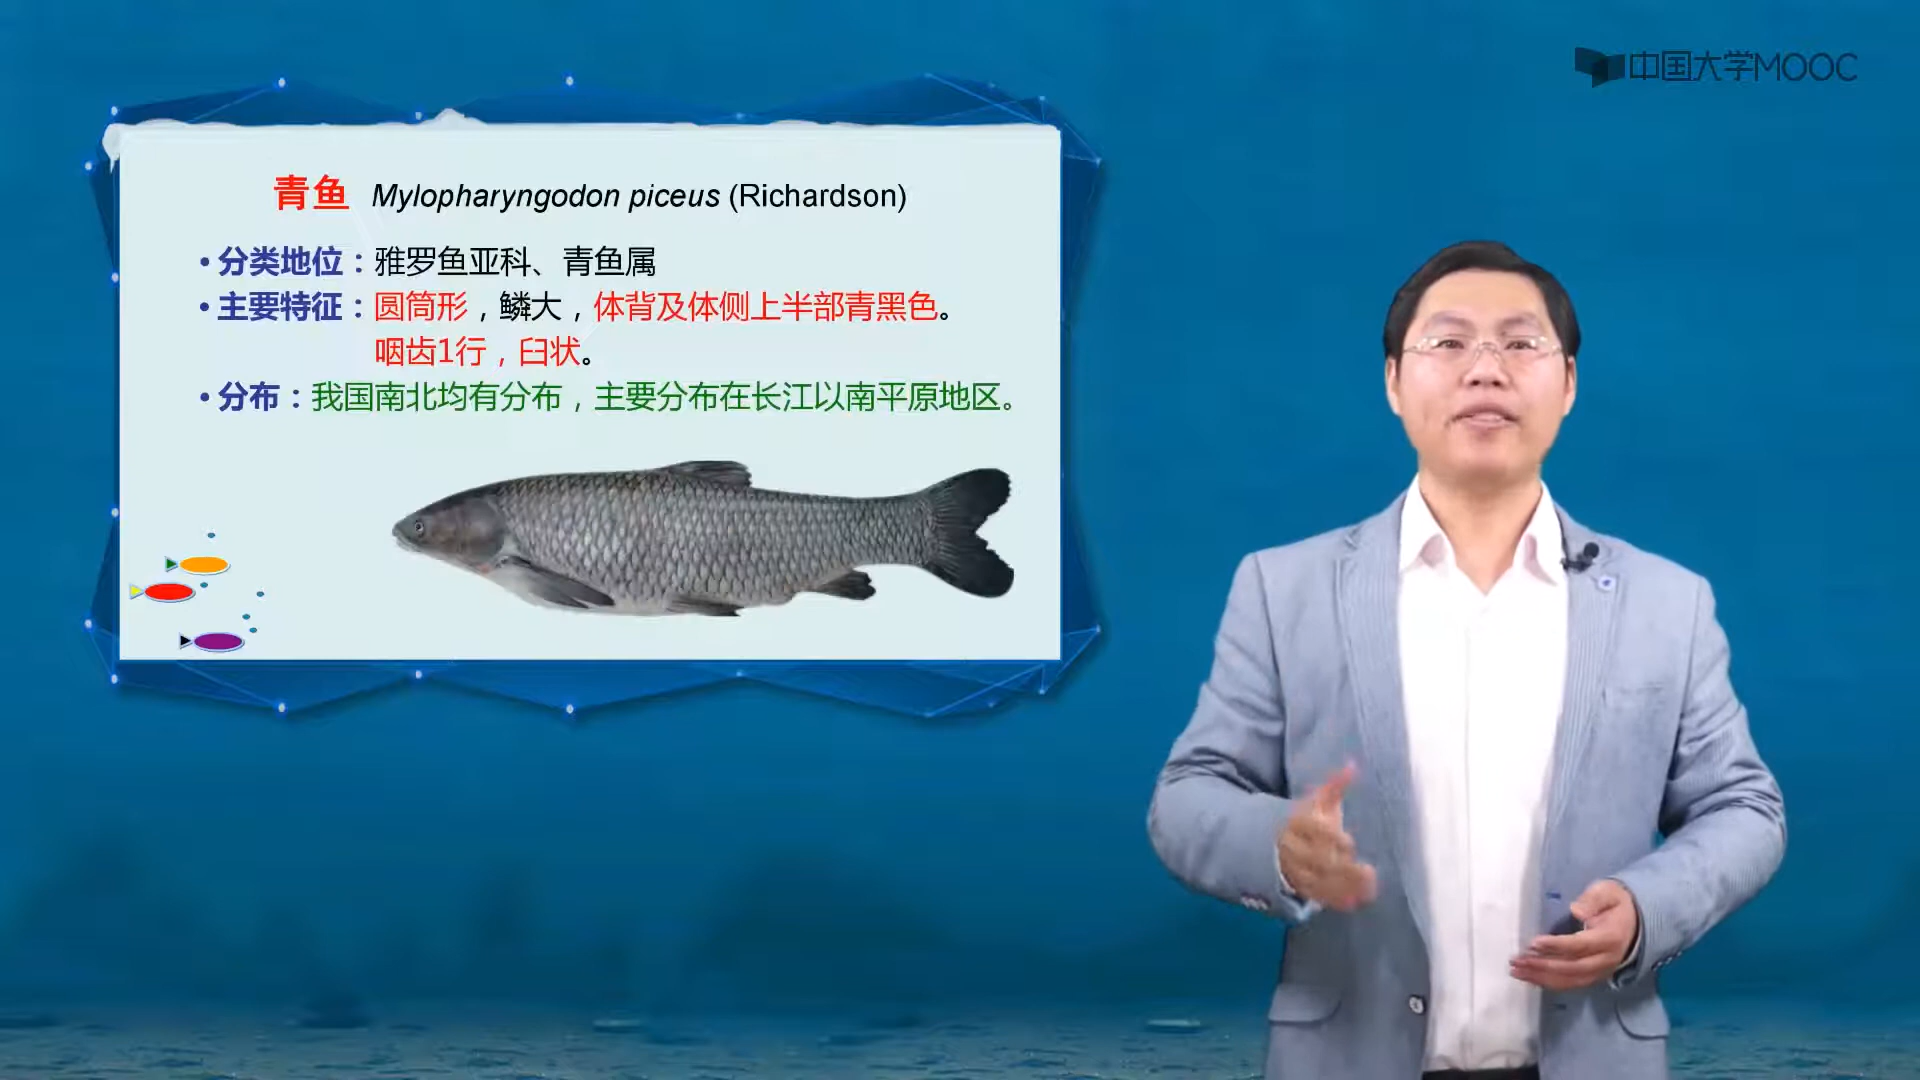 中国大学MOOC
青鱼 Mylopharyngodon piceus (Richardson)
•分类地位：雅罗鱼亚科、青鱼属
•主要特征：圆筒形，鳞大，体背及体侧上半部青黑色。
咽齿1行，臼状。
•分布：我国南北均有分布，主要分布在长江以南平原地区。